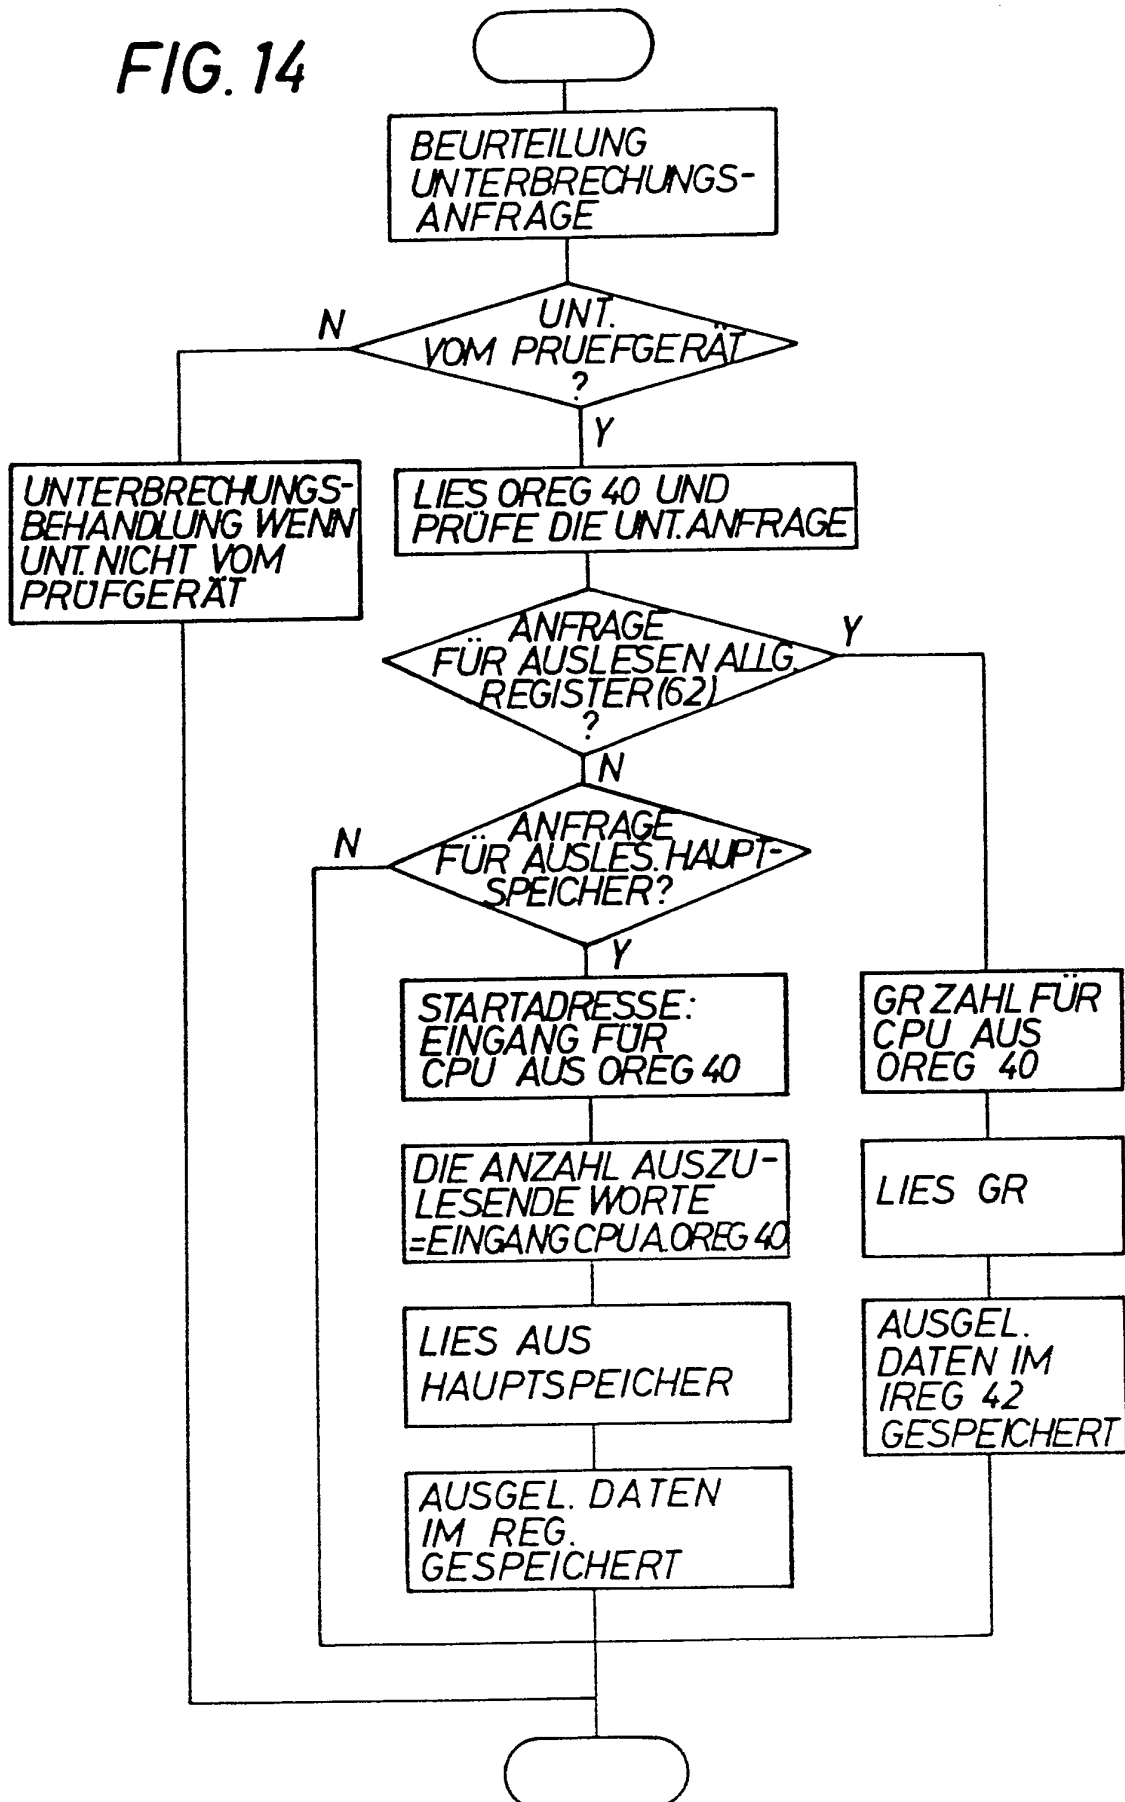 FIG. 14
BEURTEILUNG
UNTERBRECHUNGS-
ANFRAGE
UNT.
VOM PRUEFGERÄT
?
N
Y
UNTERBRECHUNGS-
BEHANDLUNG WENN
UNT. NICHT VOM
PRÜFGERÄT
LIES OREG 40 UND
PRÜFE DIE UNT. ANFRAGE
ANFRAGE
FÜR AUSLESEN ALLG.
REGISTER (62)
?
Y
N
ANFRAGE
FÜR AUSLES. HAUPT-
SPEICHER?
N
Y
STARTADRESSE:
EINGANG FÜR
CPU AUS OREG 40
DIE ANZAHL AUSZU-
LESENDE WORTE
=EINGANG CPU A. OREG 40
LIES AUS
HAUPTSPEICHER
AUSGEL. DATEN
IM REG.
GESPEICHERT
GR ZAHL FÜR
CPU AUS
OREG 40
LIES GR
AUSGEL.
DATEN IM
IREG 42
GESPEICHERT